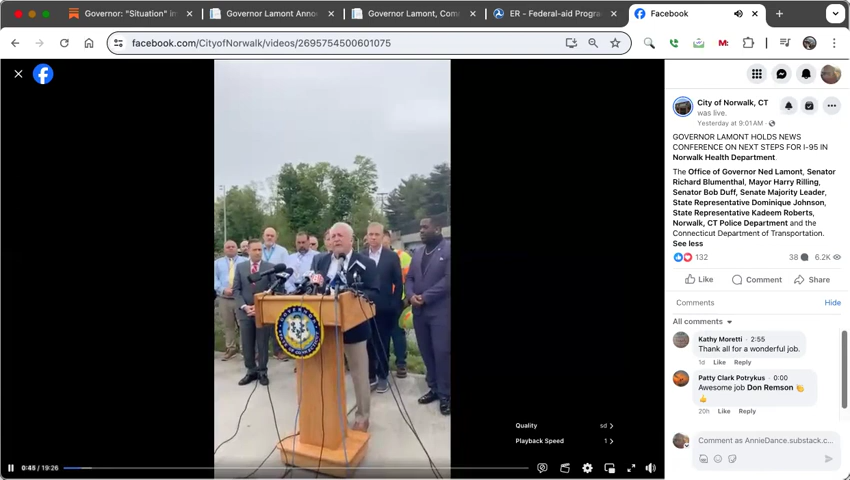 Governor: "Situation" in
Governor Lamont Anno
Governor Lamont, Com
ER - Federal-aid Progra
Facebook
facebook.com/CityofNorwalk/videos/2695754500601075
City of Norwalk, CT
was live.
Yesterday at 9:01 AM
GOVERNOR LAMONT HOLDS NEWS
CONFERENCE ON NEXT STEPS FOR I-95 IN
Norwalk Health Department
The Office of Governor Ned Lamont, Senator
Richard Blumenthal, Mayor Harry Rilling,
Senator Bob Duff, Senate Majority Leader,
State Representative Dominique Johnson,
State Representative Kadeem Roberts,
Norwalk, CT Police Department and the
Connecticut Department of Transportation.
See less
132
38
6.2K
Like
Comment
Share
Comments
Hide
All comments
Kathy Moretti · 2:55
Thank all for a wonderful job.
1d Like Reply
Patty Clark Potrykus · 0:00
Awesome job Don Remson 👏
👍
20h Like Reply
Comment as AnnieDance.substack.c...
GOVERNOR
STATE OF CONNECTICUT
Quality sd
Playback Speed 1
0:48 / 19:26